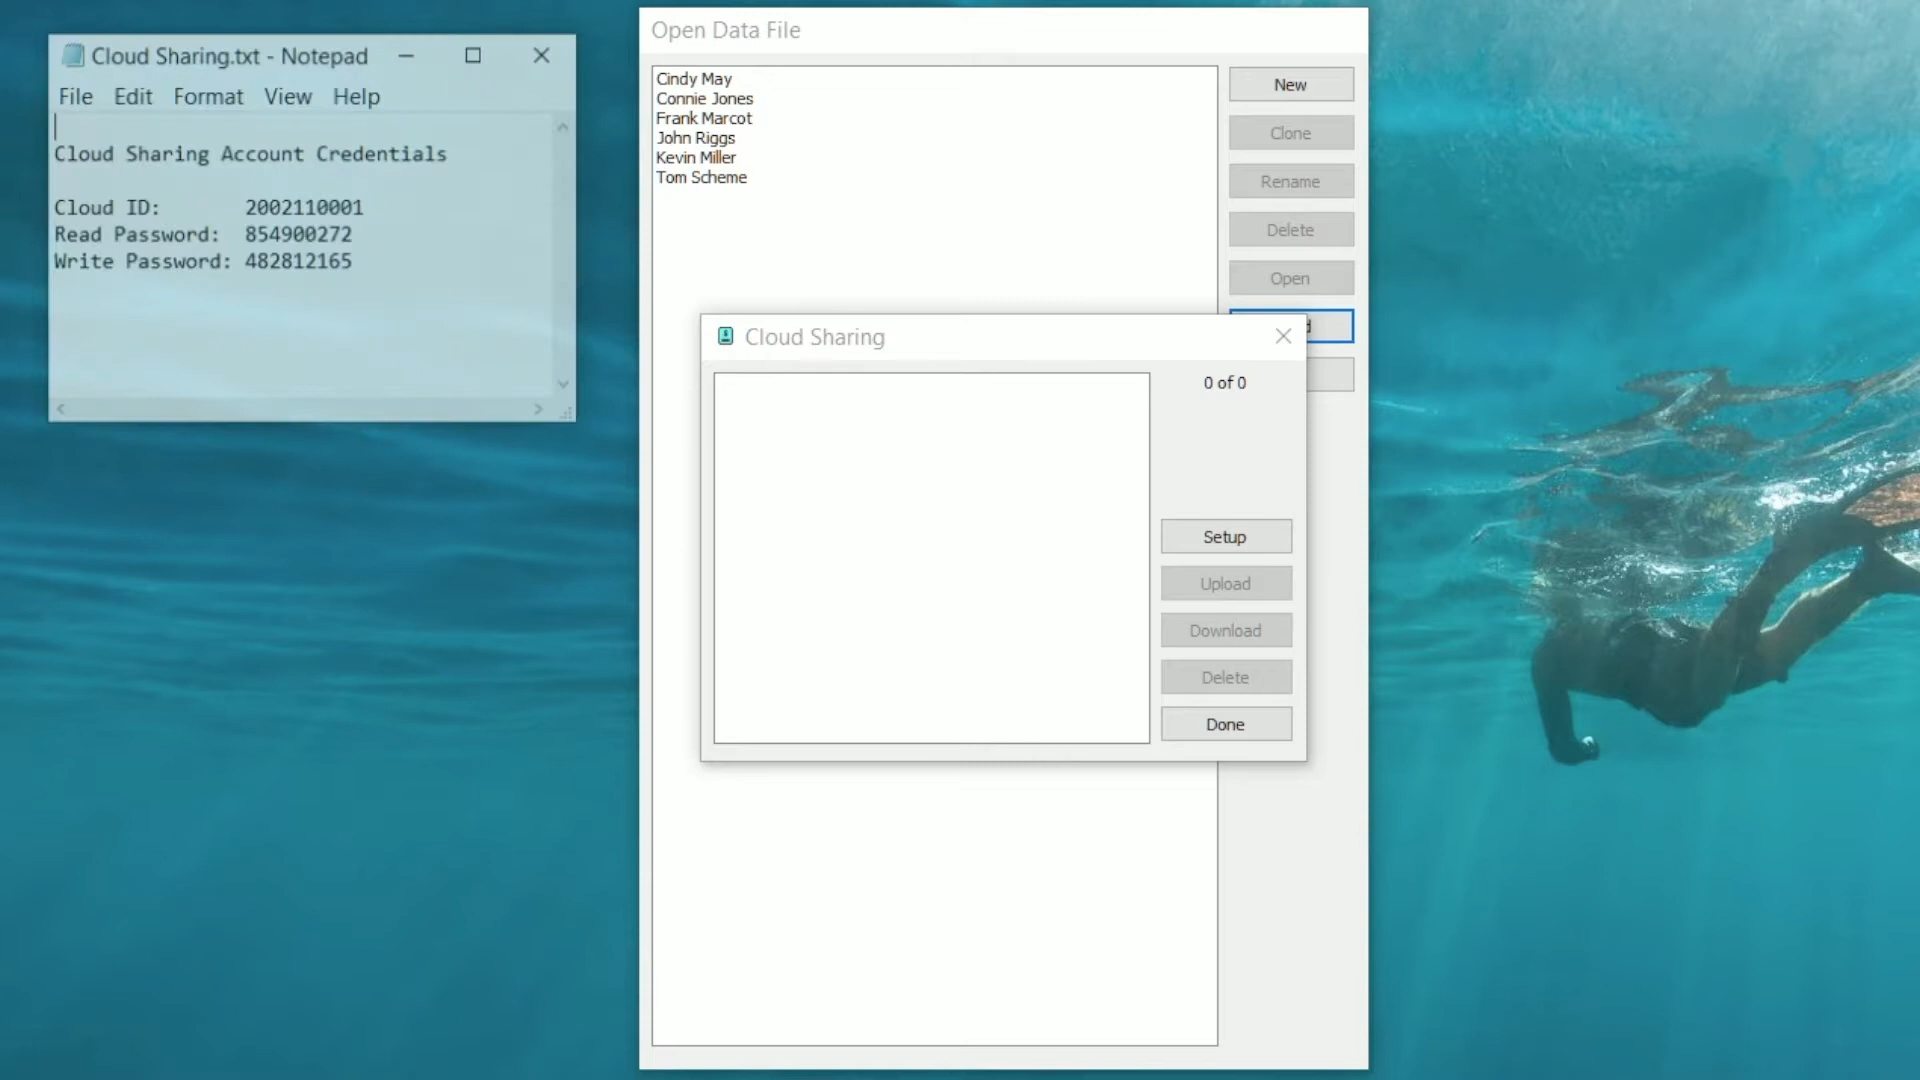 Cloud Sharing.txt - Notepad
File Edit Format View Help
Cloud Sharing Account Credentials
Cloud ID: 2002110001
Read Password: 854900272
Write Password: 482812165
Open Data File
Cindy May
Connie Jones
Frank Marcot
John Riggs
Kevin Miller
Tom Scheme
New
Clone
Rename
Delete
Open
Cloud Sharing
0 of 0
Setup
Upload
Download
Delete
Done